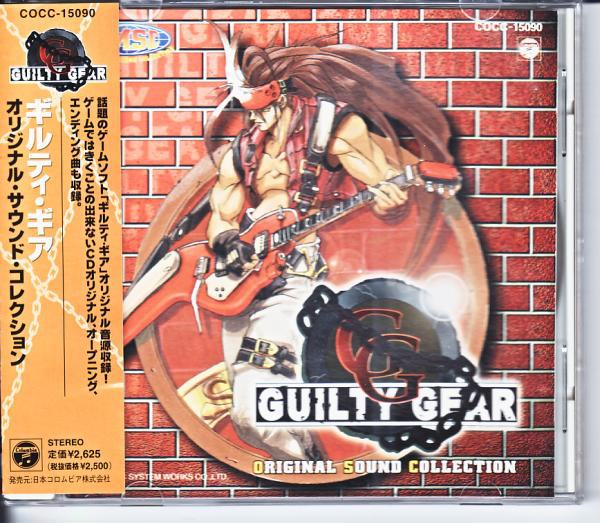 COCC-15090
GG
GUILTY GEAR
ギルティ・ギア
オリジナル・サウンド・コレクション
話題のゲームソフト「ギルティ・ギア」オリジナル音源収録!
ゲームではきくことの出来ないCDオリジナル、オープニング、
エンディング曲も収録。
Columbia
STEREO
定価¥2,625
(税抜価格¥2,500)
発売元:日本コロムビア株式会社
MSG
COCC-15090
GG
GUILTY GEAR
ORIGINAL SOUND COLLECTION
SYSTEM WORKS CO.,LTD.